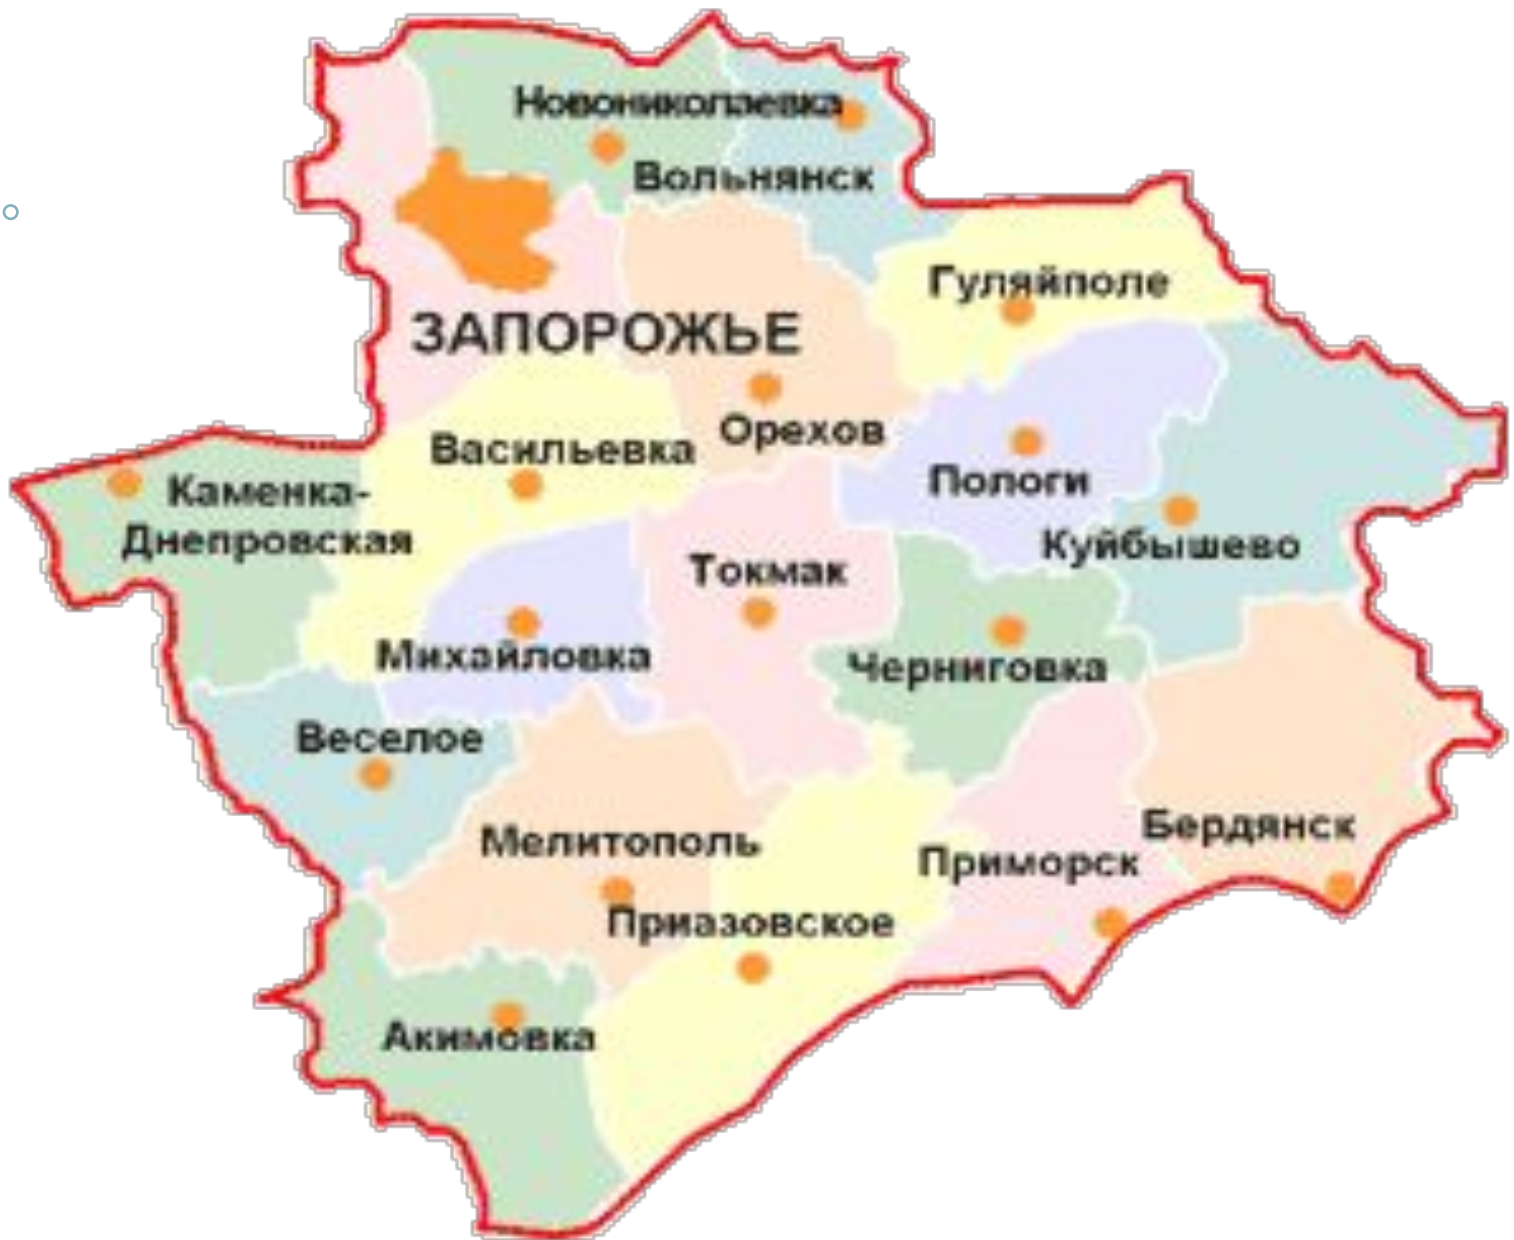 Новониколаевка
Вольнянск
Гуляйполе
ЗАПОРОЖЬЕ
Орехов
Васильевка
Пологи
Каменка-
Днепровская
Куйбышево
Токмак
Михайловка
Черниговка
Веселое
Бердянск
Мелитополь
Приморск
Приазовское
Акимовка